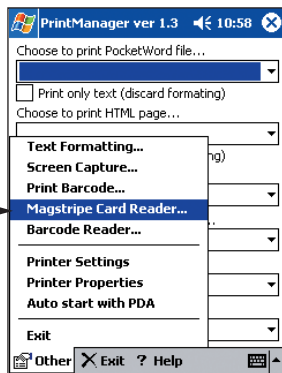 PrintManager ver 1.3 10:58
Choose to print PocketWord file...
Print only text (discard formating)
Choose to print HTML page...
ng)
Text Formatting...
Screen Capture...
Print Barcode...
Magstripe Card Reader...
Barcode Reader...
Printer Settings
Printer Properties
Auto start with PDA
Exit
Other Exit ? Help